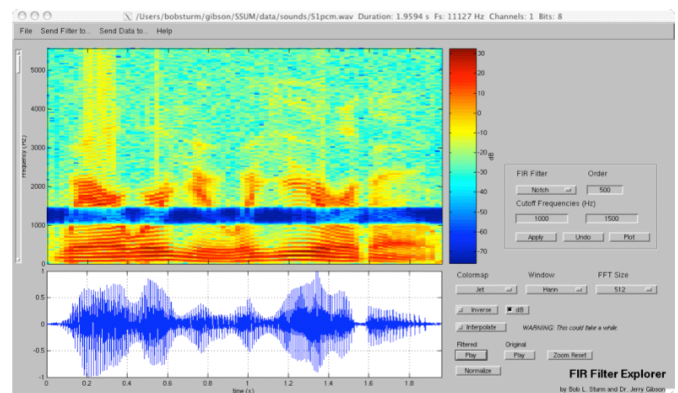 /Users/bobsturm/gibson/SSUM/data/sounds/S1pcm.wav Duration: 1.9594 s Fs: 11127 Hz Channels: 1 Bits: 8
File Send Filter to... Send Data to... Help
5000
4000
3000
2000
1000
0
Frequency (Hz)
30
20
10
0
-10
-20
-30
-40
-50
-60
-70
dB
FIR Filter Order
Notch 500
Cutoff Frequencies (Hz)
1000 1500
Apply Undo Plot
Colormap Window FFT Size
Jet Hann 512
Inverse dB
Interpolate WARNING: This could take a while.
Filtered Original
Play Play Zoom Reset
Normalize
1
0.5
0
-0.5
-1
0 0.2 0.4 0.6 0.8 1 1.2 1.4 1.6 1.8
time (s)
FIR Filter Explorer
by Bob L. Sturm and Dr. Jerry Gibson